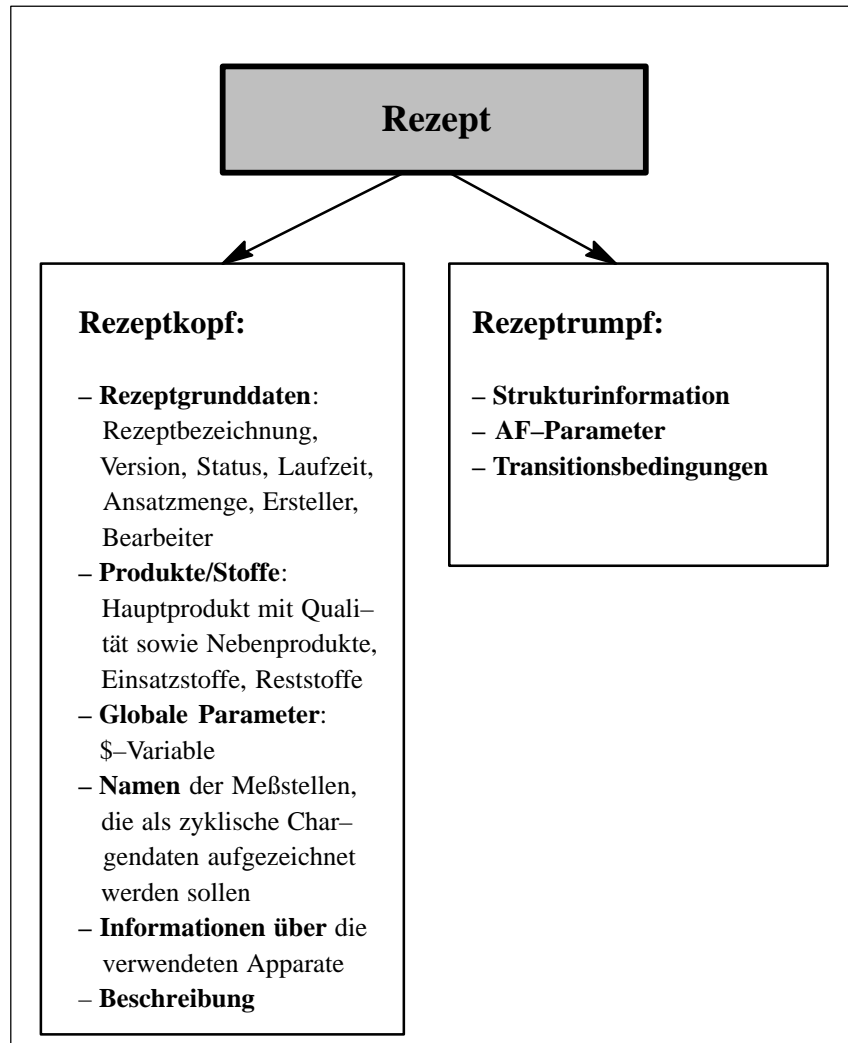 Rezept
Rezeptkopf:
– Rezeptgrunddaten:
Rezeptbezeichnung,
Version, Status, Laufzeit,
Ansatzmenge, Ersteller,
Bearbeiter
– Produkte/Stoffe:
Hauptprodukt mit Quali–
tät sowie Nebenprodukte,
Einsatzstoffe, Reststoffe
– Globale Parameter:
$–Variable
– Namen der Meßstellen,
die als zyklische Char–
gendaten aufgezeichnet
werden sollen
– Informationen über die
verwendeten Apparate
– Beschreibung
Rezeptrumpf:
– Strukturinformation
– AF–Parameter
– Transitionsbedingungen